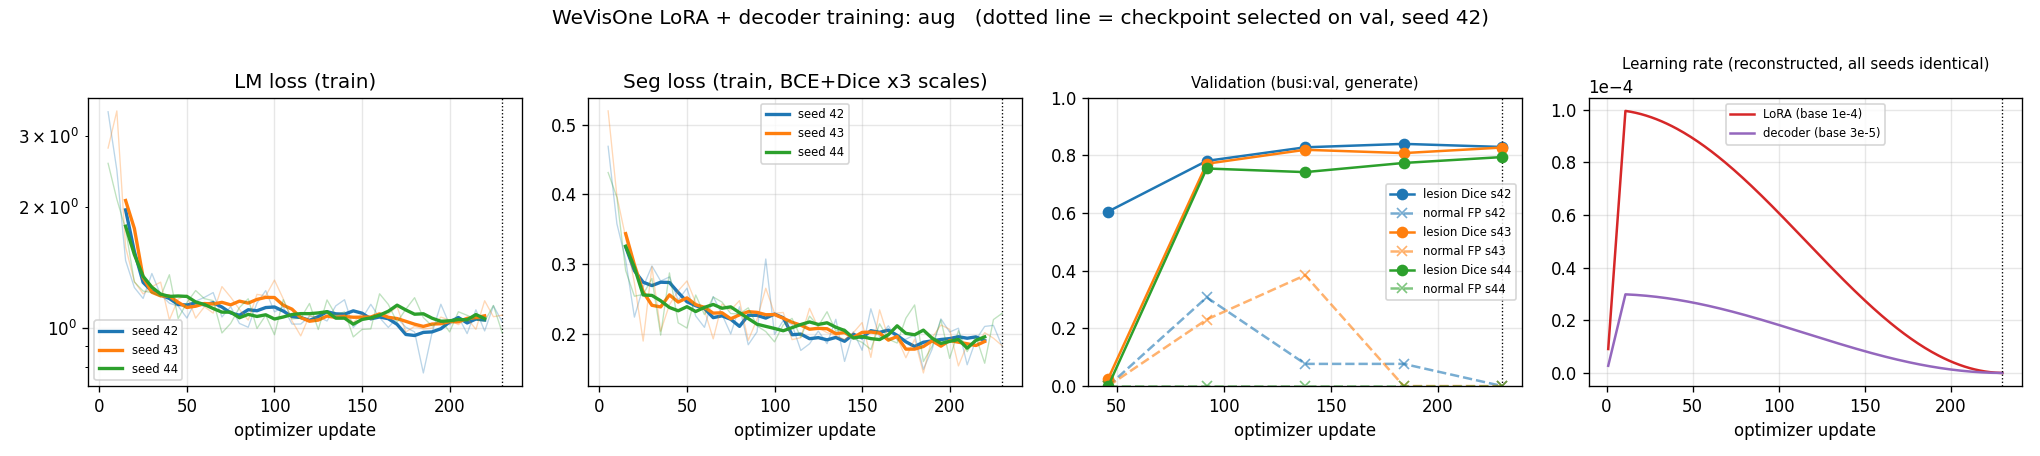 WeVisOne LoRA + decoder training: aug   (dotted line = checkpoint selected on val, seed 42)
LM loss (train)
3 × 10⁰
2 × 10⁰
10⁰
seed 42
seed 43
seed 44
0 50 100 150 200
optimizer update
Seg loss (train, BCE+Dice x3 scales)
0.5
0.4
0.3
0.2
seed 42
seed 43
seed 44
0 50 100 150 200
optimizer update
Validation (busi:val, generate)
1.0
0.8
0.6
0.4
0.2
0.0
lesion Dice s42
normal FP s42
lesion Dice s43
normal FP s43
lesion Dice s44
normal FP s44
50 100 150 200
optimizer update
Learning rate (reconstructed, all seeds identical)
1e−4
1.0
0.8
0.6
0.4
0.2
0.0
LoRA (base 1e-4)
decoder (base 3e-5)
0 50 100 150 200
optimizer update